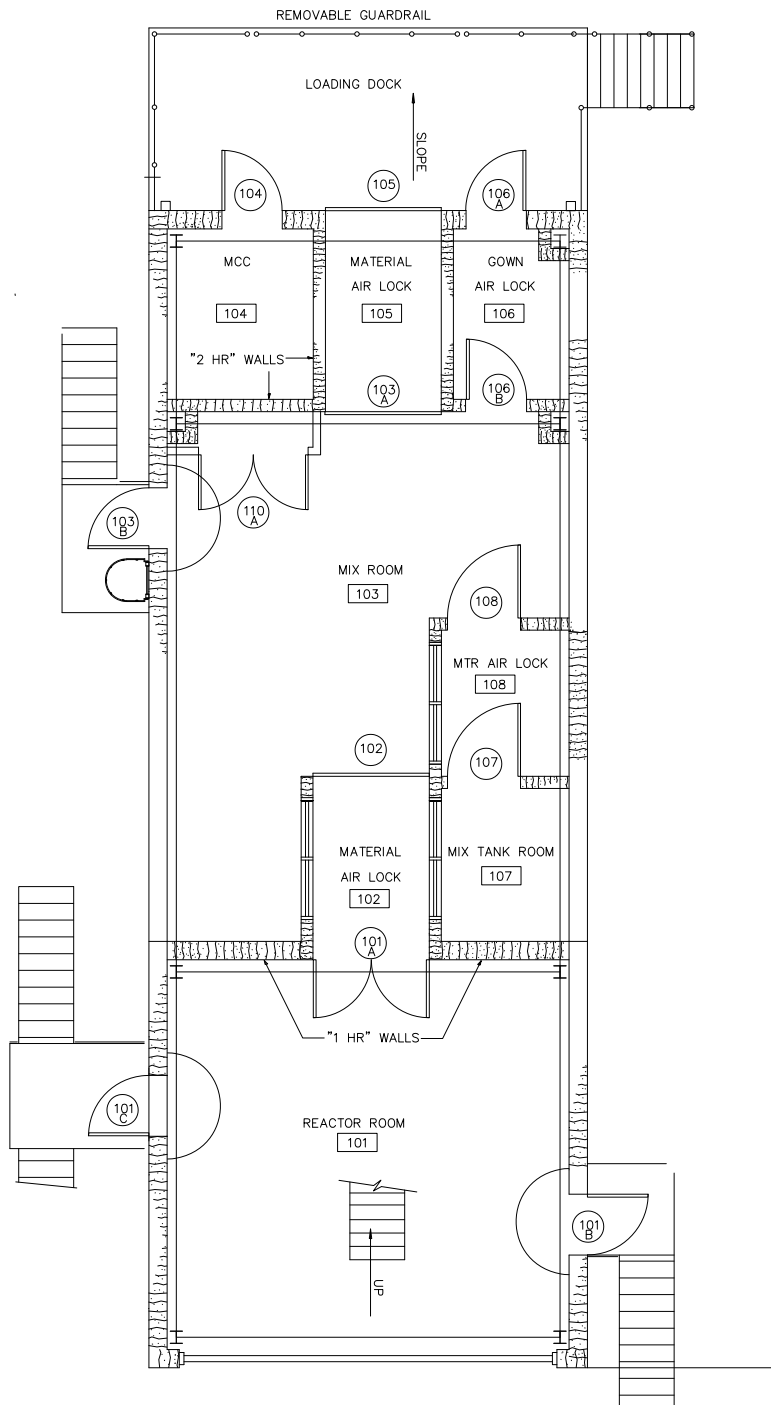 REMOVABLE GUARDRAIL
LOADING DOCK
SLOPE
104
105
106
A
MCC
104
MATERIAL
AIR LOCK
105
GOWN
AIR LOCK
106
"2 HR" WALLS
103
A
106
B
110
A
103
B
MIX ROOM
103
108
MTR AIR LOCK
108
102
107
MATERIAL
AIR LOCK
102
MIX TANK ROOM
107
101
A
"1 HR" WALLS
101
C
REACTOR ROOM
101
101
B
UP